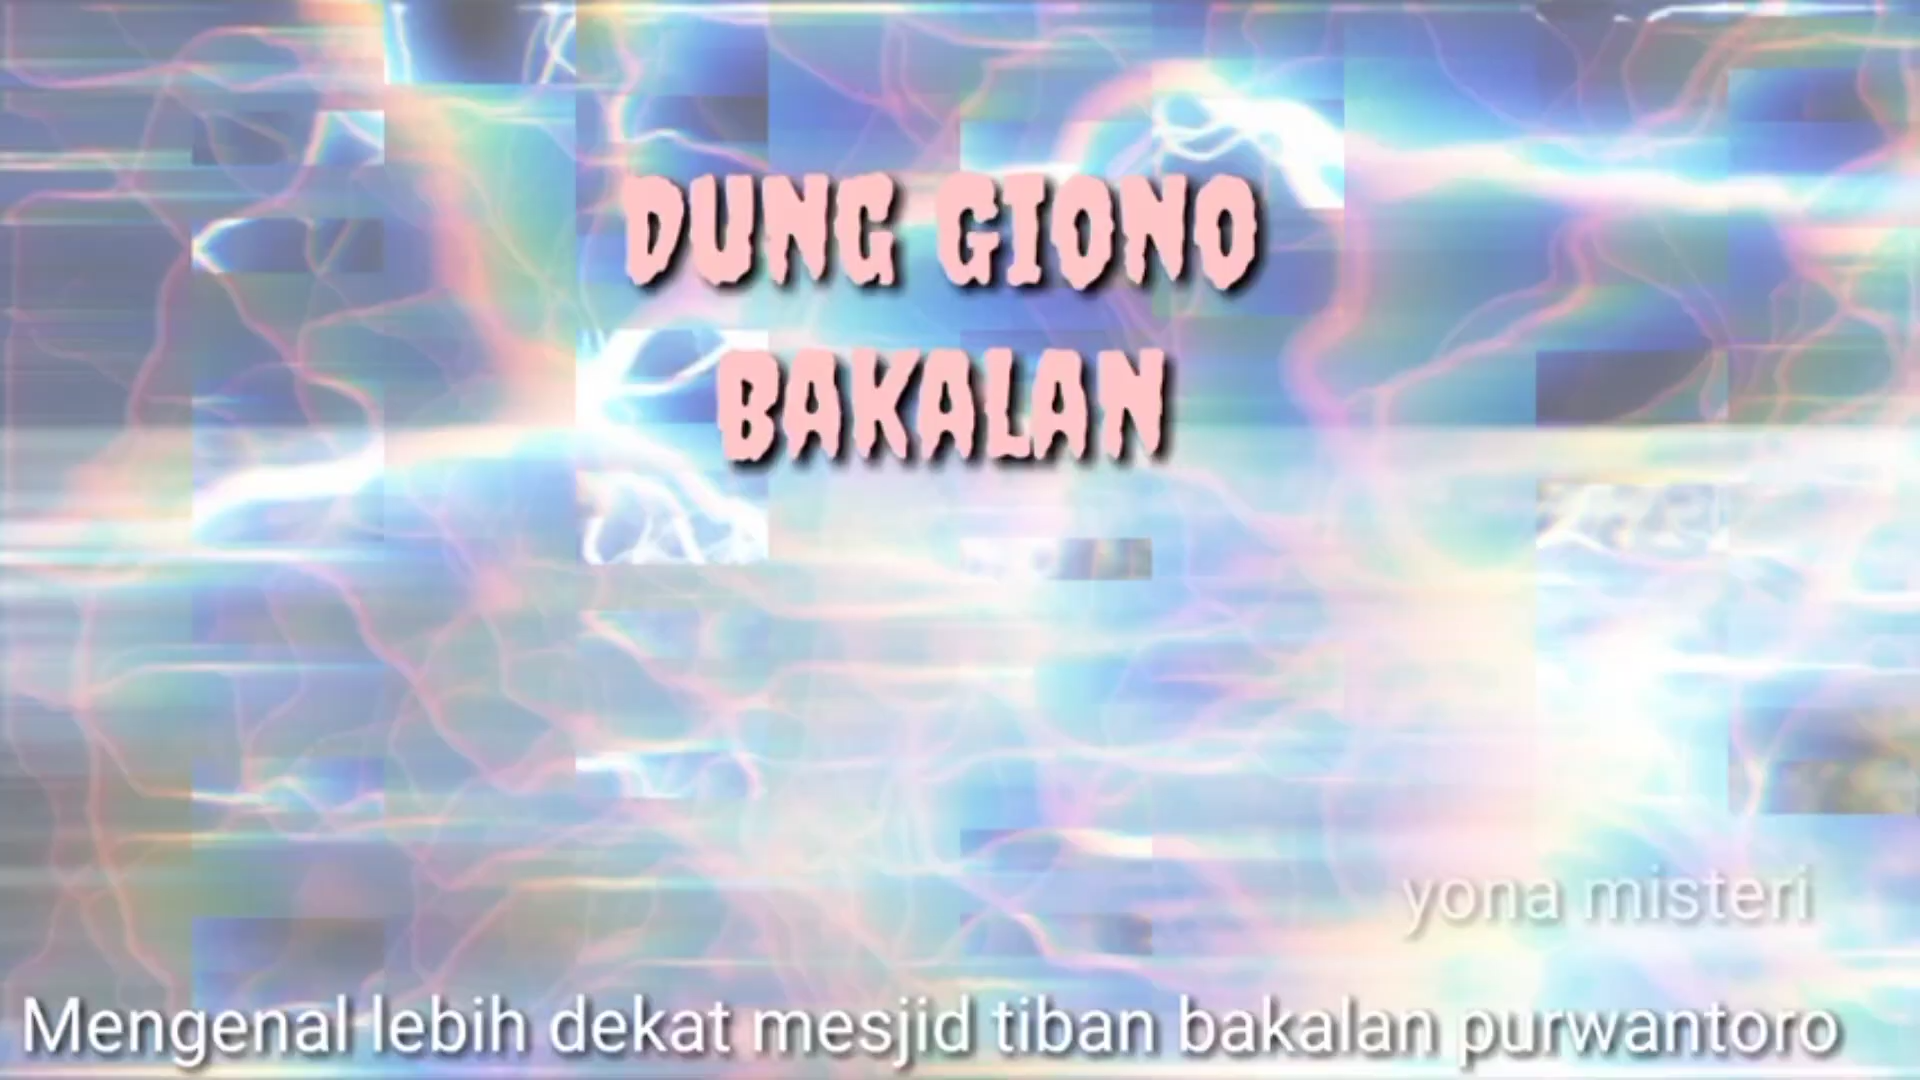 DUNG GIONO
BAKALAN
yona misteri
Mengenal lebih dekat mesjid tiban bakalan purwantoro